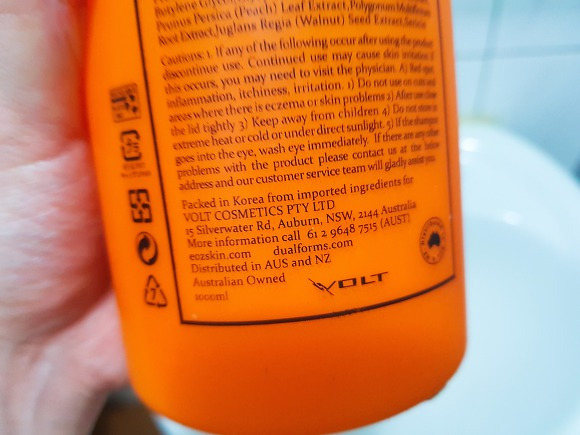 Butylene Glycol,
Prunus Persica (Peach) Leaf Extract, Polygonum Multiflorum
Root Extract, Juglans Regia (Walnut) Seed Extract,
Cautions: 1. If any of the following occur after using the product
discontinue use. Continued use may cause skin irritation if
this occurs, you may need to visit the physician. A) Red spot,
inflammation, itchiness, irritation. 1) Do not use on cuts and
areas where there is eczema or skin problems 2) After use close
the lid tightly 3) Keep away from children 4) Do not store in
extreme heat or cold or under direct sunlight. 5) If the shampoo
goes into the eye, wash eye immediately. If there are any other
problems with the product please contact us at the below
address and our customer service team will gladly assist you.
Packed in Korea from imported ingredients for
VOLT COSMETICS PTY LTD
15 Silverwater Rd, Auburn, NSW, 2144 Australia
More information call 61 2 9648 7515 (AUST)
eozskin.com dualforms.com
Distributed in AUS and NZ
Australian Owned
VOLT
1000ml